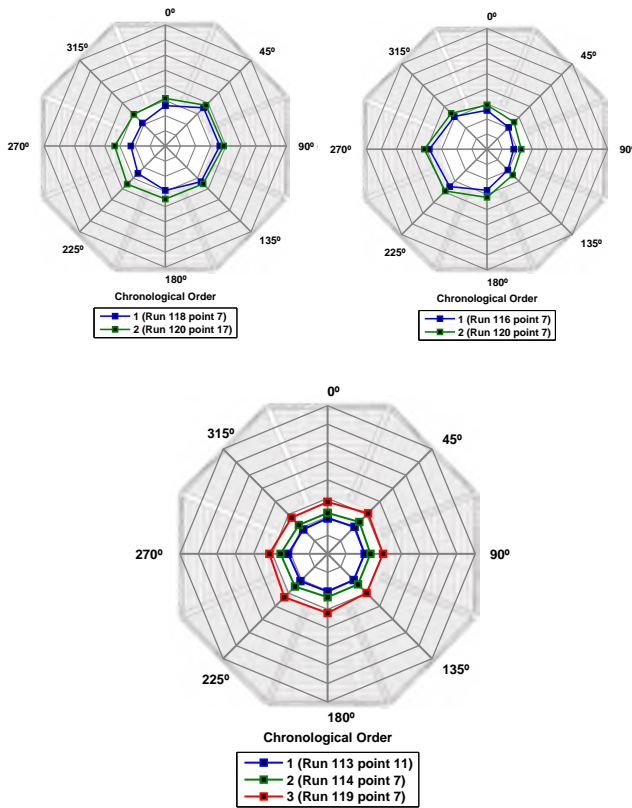 0º
45º
90º
135º
180º
225º
270º
315º
Chronological Order
1 (Run 118 point 7)
2 (Run 120 point 17)
0º
45º
90º
135º
180º
225º
270º
315º
Chronological Order
1 (Run 116 point 7)
2 (Run 120 point 7)
0º
45º
90º
135º
180º
225º
270º
315º
Chronological Order
1 (Run 113 point 11)
2 (Run 114 point 7)
3 (Run 119 point 7)